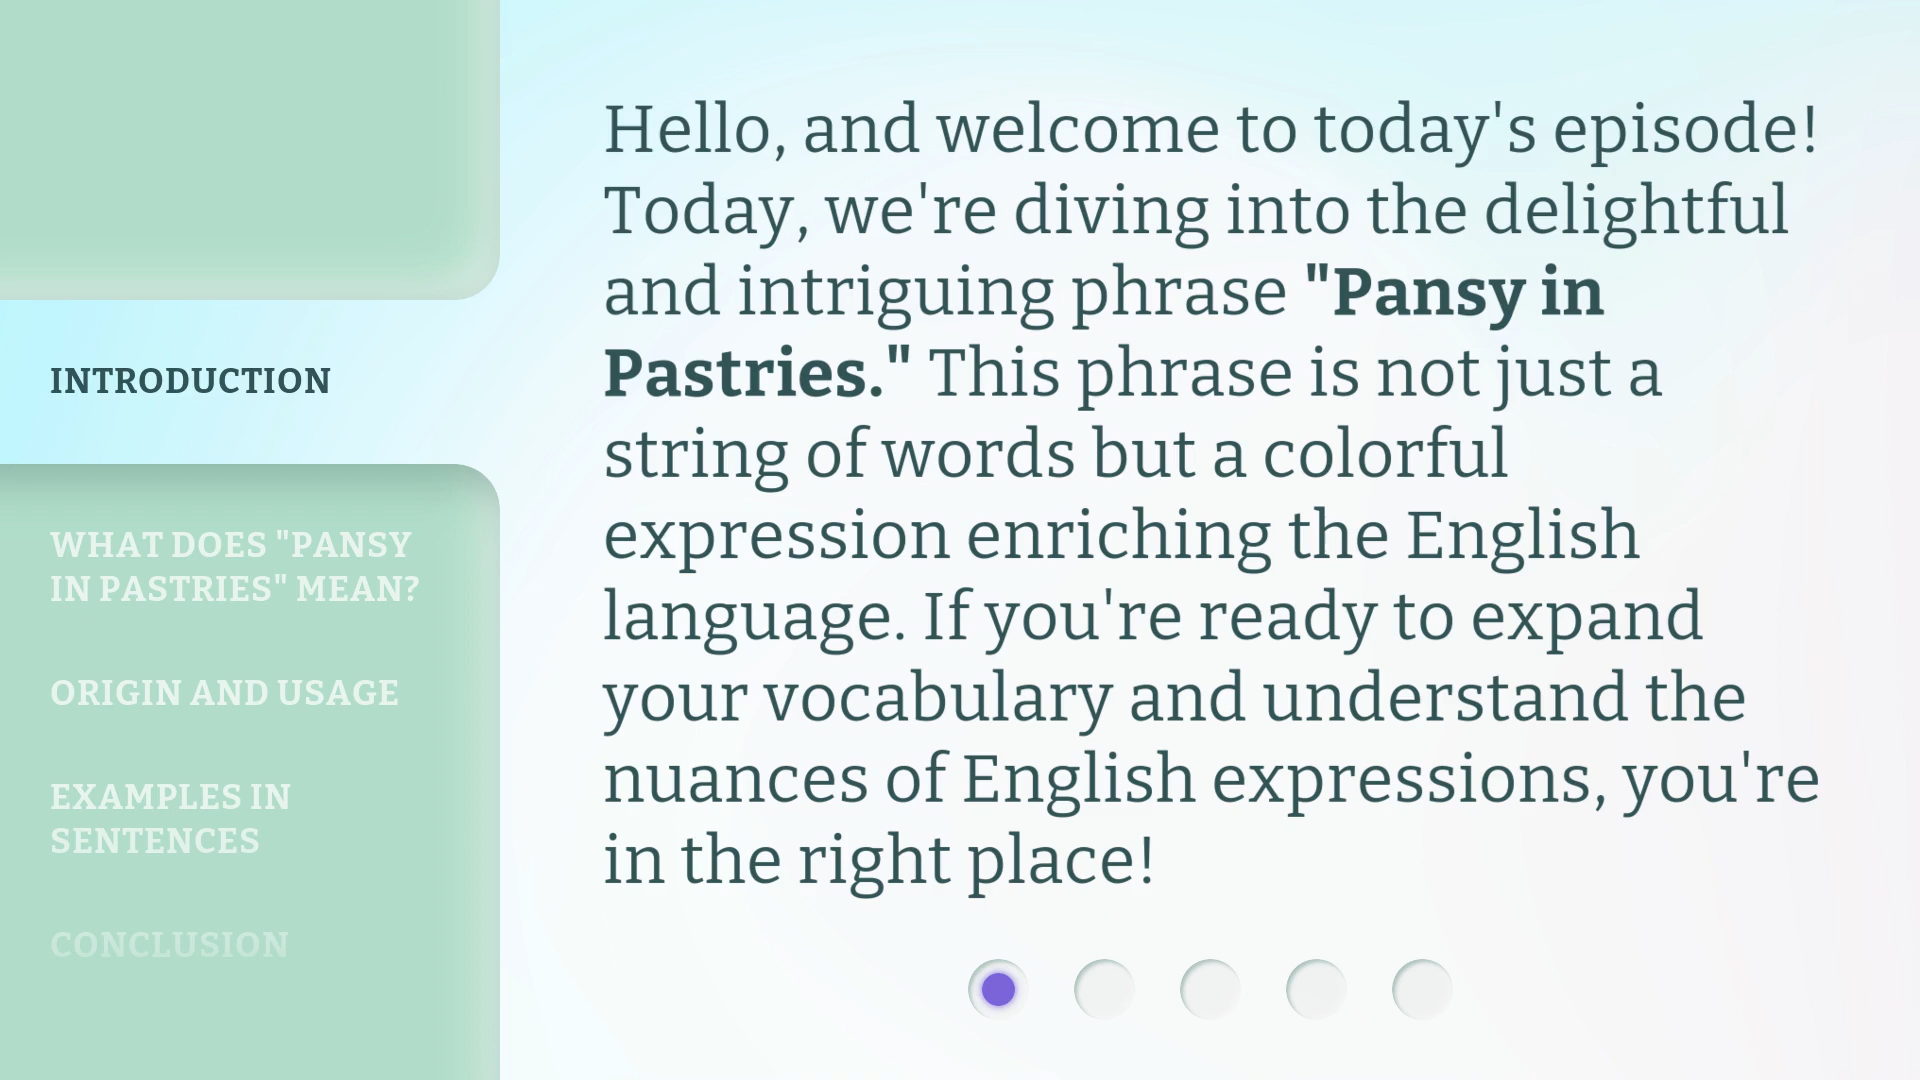 INTRODUCTION
WHAT DOES "PANSY
IN PASTRIES" MEAN?
ORIGIN AND USAGE
EXAMPLES IN
SENTENCES
CONCLUSION
Hello, and welcome to today's episode!
Today, we're diving into the delightful
and intriguing phrase "Pansy in
Pastries." This phrase is not just a
string of words but a colorful
expression enriching the English
language. If you're ready to expand
your vocabulary and understand the
nuances of English expressions, you're
in the right place!